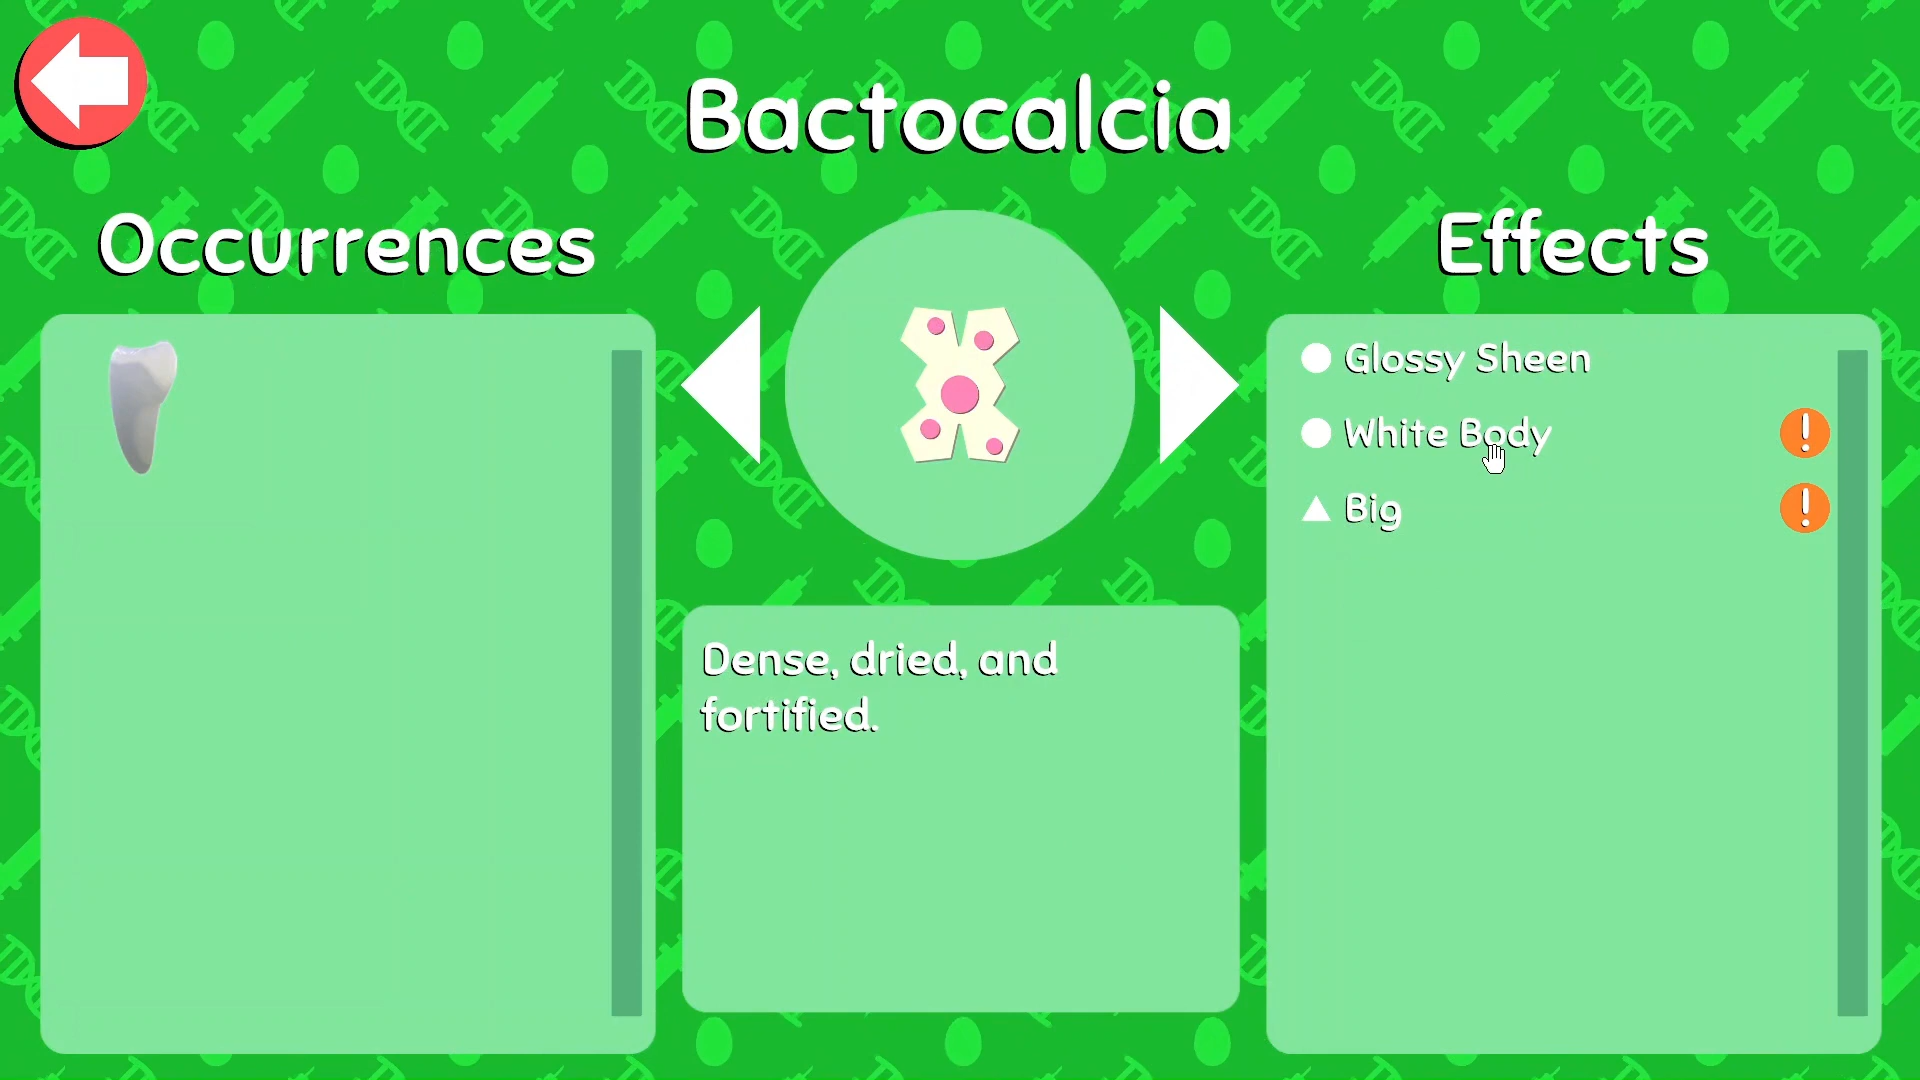 Bactocalcia
Occurrences
Effects
Glossy Sheen
White Body
!
Big
!
Dense, dried, and
fortified.